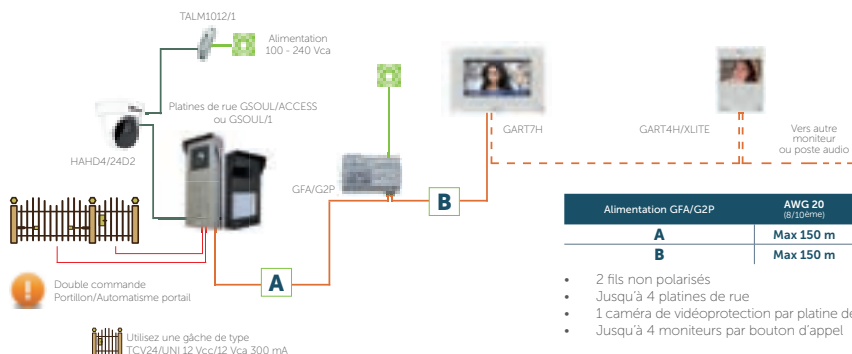 TALM1012/1
Alimentation
100 - 240 Vca
Platines de rue GSOUL/ACCESS
ou GSOUL/1
HAHD4/24D2
GFA/G2P
GART7H
GART4H/XLITE
Vers autre
moniteur
ou poste audio
A
B
Double commande
Portillon/Automatisme portail
Utilisez une gâche de type
TCV24/UNI 12 Vcc/12 Vca 300 mA
Alimentation GFA/G2P
AWG 20
(8/10ème)
A
Max 150 m
B
Max 150 m
• 2 fils non polarisés
• Jusqu'à 4 platines de rue
• 1 caméra de vidéoprotection par platine de
• Jusqu'à 4 moniteurs par bouton d'appel